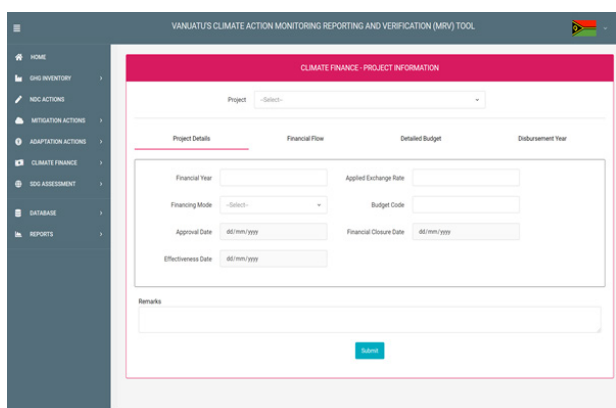 VANUATU'S CLIMATE ACTION MONITORING REPORTING AND VERIFICATION (MRV) TOOL
HOME
GHG INVENTORY
NDC ACTIONS
MITIGATION ACTIONS
ADAPTATION ACTIONS
CLIMATE FINANCE
SDG ASSESSMENT
DATABASE
REPORTS
CLIMATE FINANCE - PROJECT INFORMATION
Project --Select--
Project Details Financial Flow Detailed Budget Disbursement Year
Financial Year Applied Exchange Rate
Financing Mode --Select-- Budget Code
Approval Date dd/mm/yyyy Financial Closure Date dd/mm/yyyy
Effectiveness Date dd/mm/yyyy
Remarks
Submit